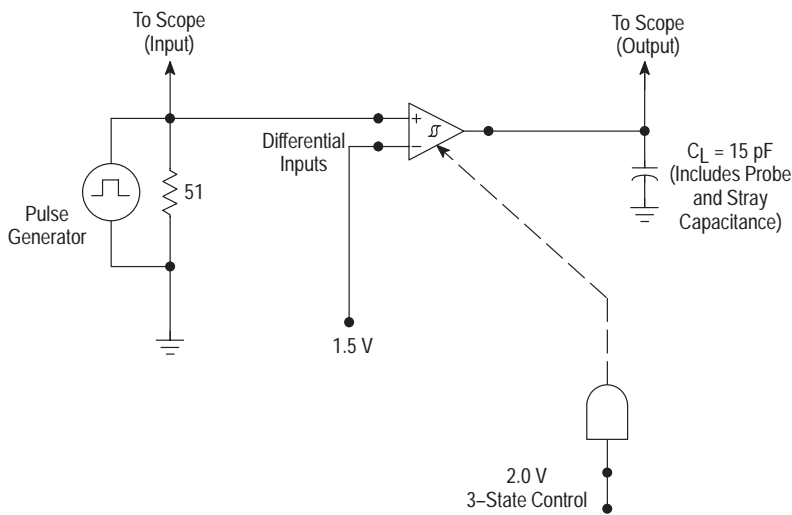 To Scope
(Input)
To Scope
(Output)
Differential
Inputs
+
−
C_L = 15 pF
(Includes Probe
and Stray
Capacitance)
51
Pulse
Generator
1.5 V
2.0 V
3–State Control